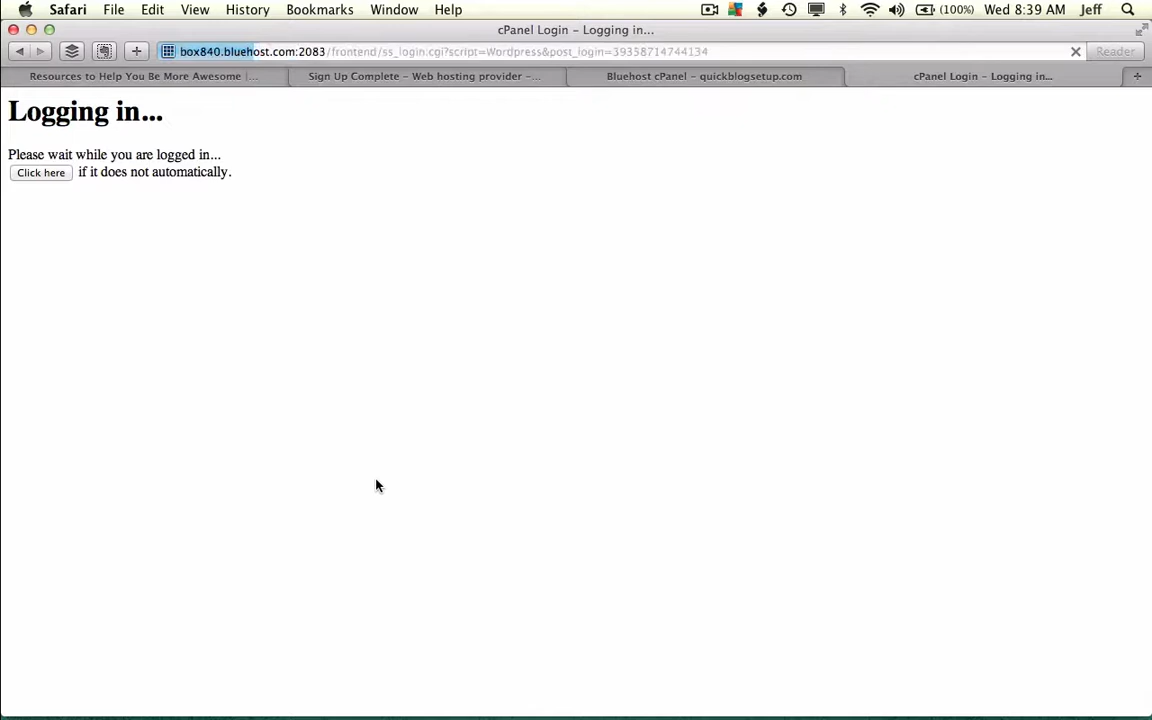 Safari File Edit View History Bookmarks Window Help (100%) Wed 8:39 AM Jeff
cPanel Login – Logging in...
box840.bluehost.com:2083/frontend/ss_login.cgi?script=Wordpress&post_login=39358714744134 Reader
Resources to Help You Be More Awesome |... Sign Up Complete – Web hosting provider –... Bluehost cPanel – quickblogsetup.com cPanel Login – Logging in...
Logging in...
Please wait while you are logged in...
Click here if it does not automatically.